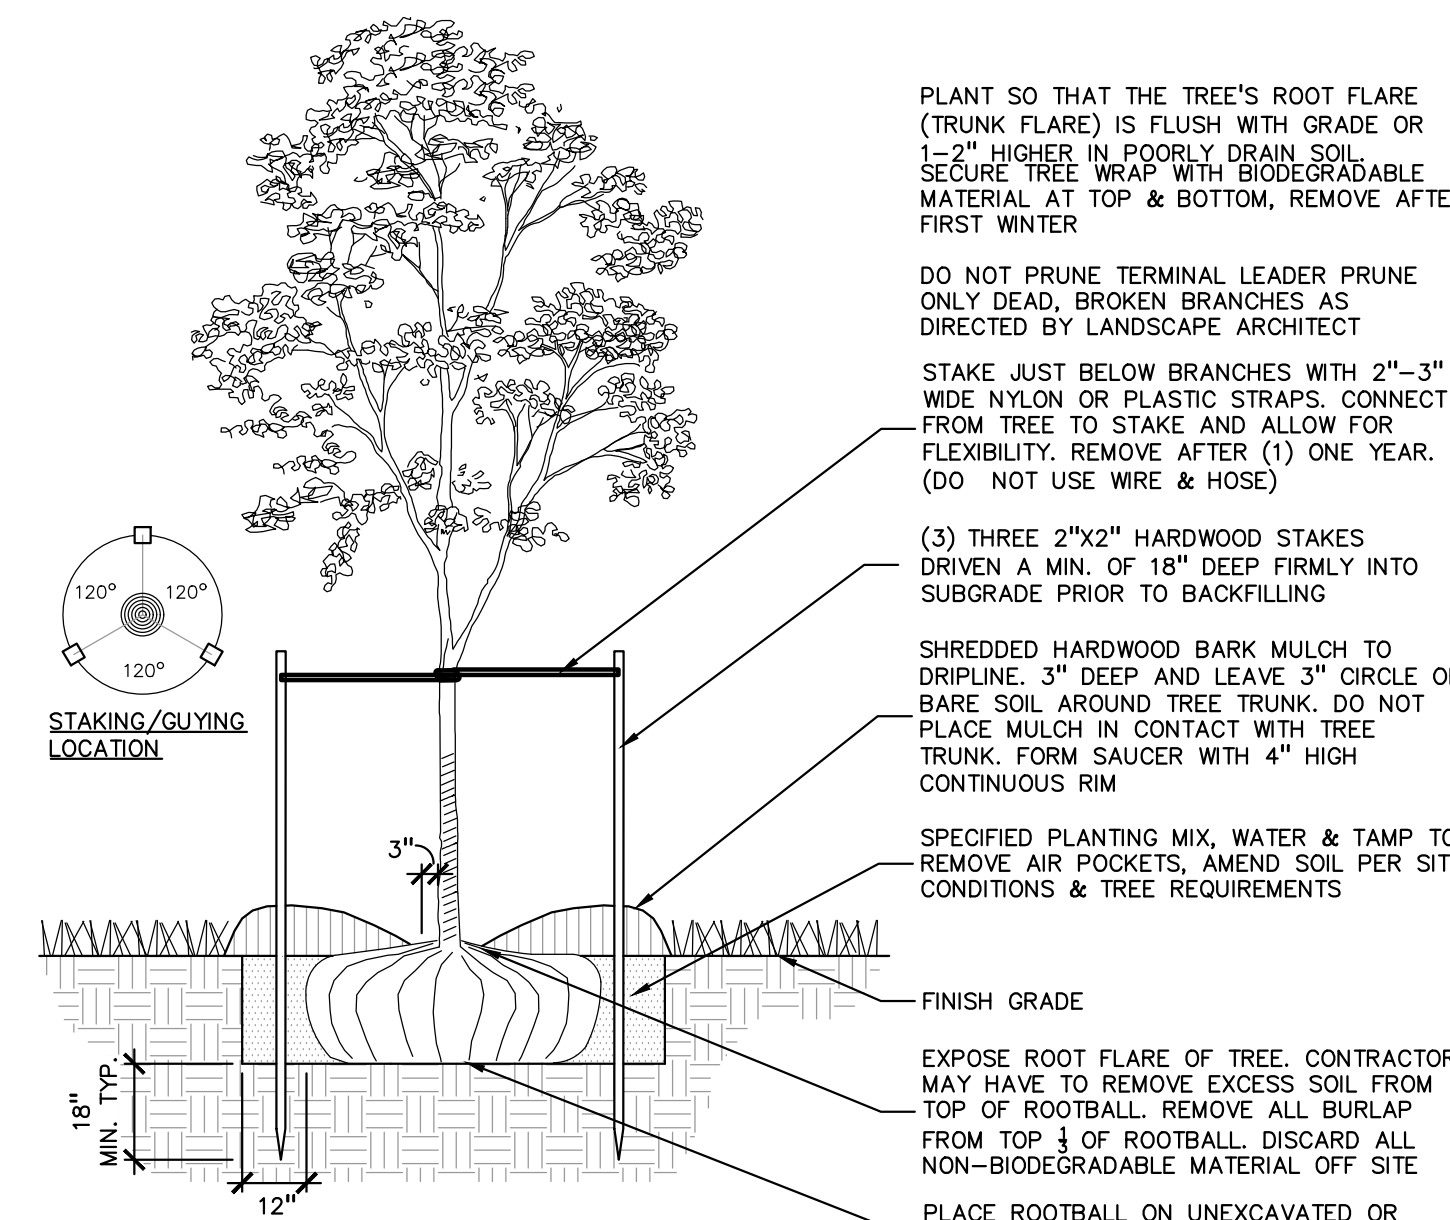 PLANT SO THAT THE TREE'S ROOT FLARE
(TRUNK FLARE) IS FLUSH WITH GRADE OR
1-2" HIGHER IN POORLY DRAIN SOIL.
SECURE TREE WRAP WITH BIODEGRADABLE
MATERIAL AT TOP & BOTTOM, REMOVE AFTE
FIRST WINTER
DO NOT PRUNE TERMINAL LEADER PRUNE
ONLY DEAD, BROKEN BRANCHES AS
DIRECTED BY LANDSCAPE ARCHITECT
STAKE JUST BELOW BRANCHES WITH 2"-3"
WIDE NYLON OR PLASTIC STRAPS. CONNECT
FROM TREE TO STAKE AND ALLOW FOR
FLEXIBILITY. REMOVE AFTER (1) ONE YEAR.
(DO NOT USE WIRE & HOSE)
(3) THREE 2"X2" HARDWOOD STAKES
DRIVEN A MIN. OF 18" DEEP FIRMLY INTO
SUBGRADE PRIOR TO BACKFILLING
SHREDDED HARDWOOD BARK MULCH TO
DRIPLINE. 3" DEEP AND LEAVE 3" CIRCLE O
BARE SOIL AROUND TREE TRUNK. DO NOT
PLACE MULCH IN CONTACT WITH TREE
TRUNK. FORM SAUCER WITH 4" HIGH
CONTINUOUS RIM
SPECIFIED PLANTING MIX, WATER & TAMP TO
REMOVE AIR POCKETS, AMEND SOIL PER SIT
CONDITIONS & TREE REQUIREMENTS
FINISH GRADE
EXPOSE ROOT FLARE OF TREE. CONTRACTOR
MAY HAVE TO REMOVE EXCESS SOIL FROM
TOP OF ROOTBALL. REMOVE ALL BURLAP
FROM TOP 1/3 OF ROOTBALL. DISCARD ALL
NON-BIODEGRADABLE MATERIAL OFF SITE
PLACE ROOTBALL ON UNEXCAVATED OR
120° 120°
120°
STAKING/GUYING
LOCATION
3"
18"
MIN. TYP.
12"